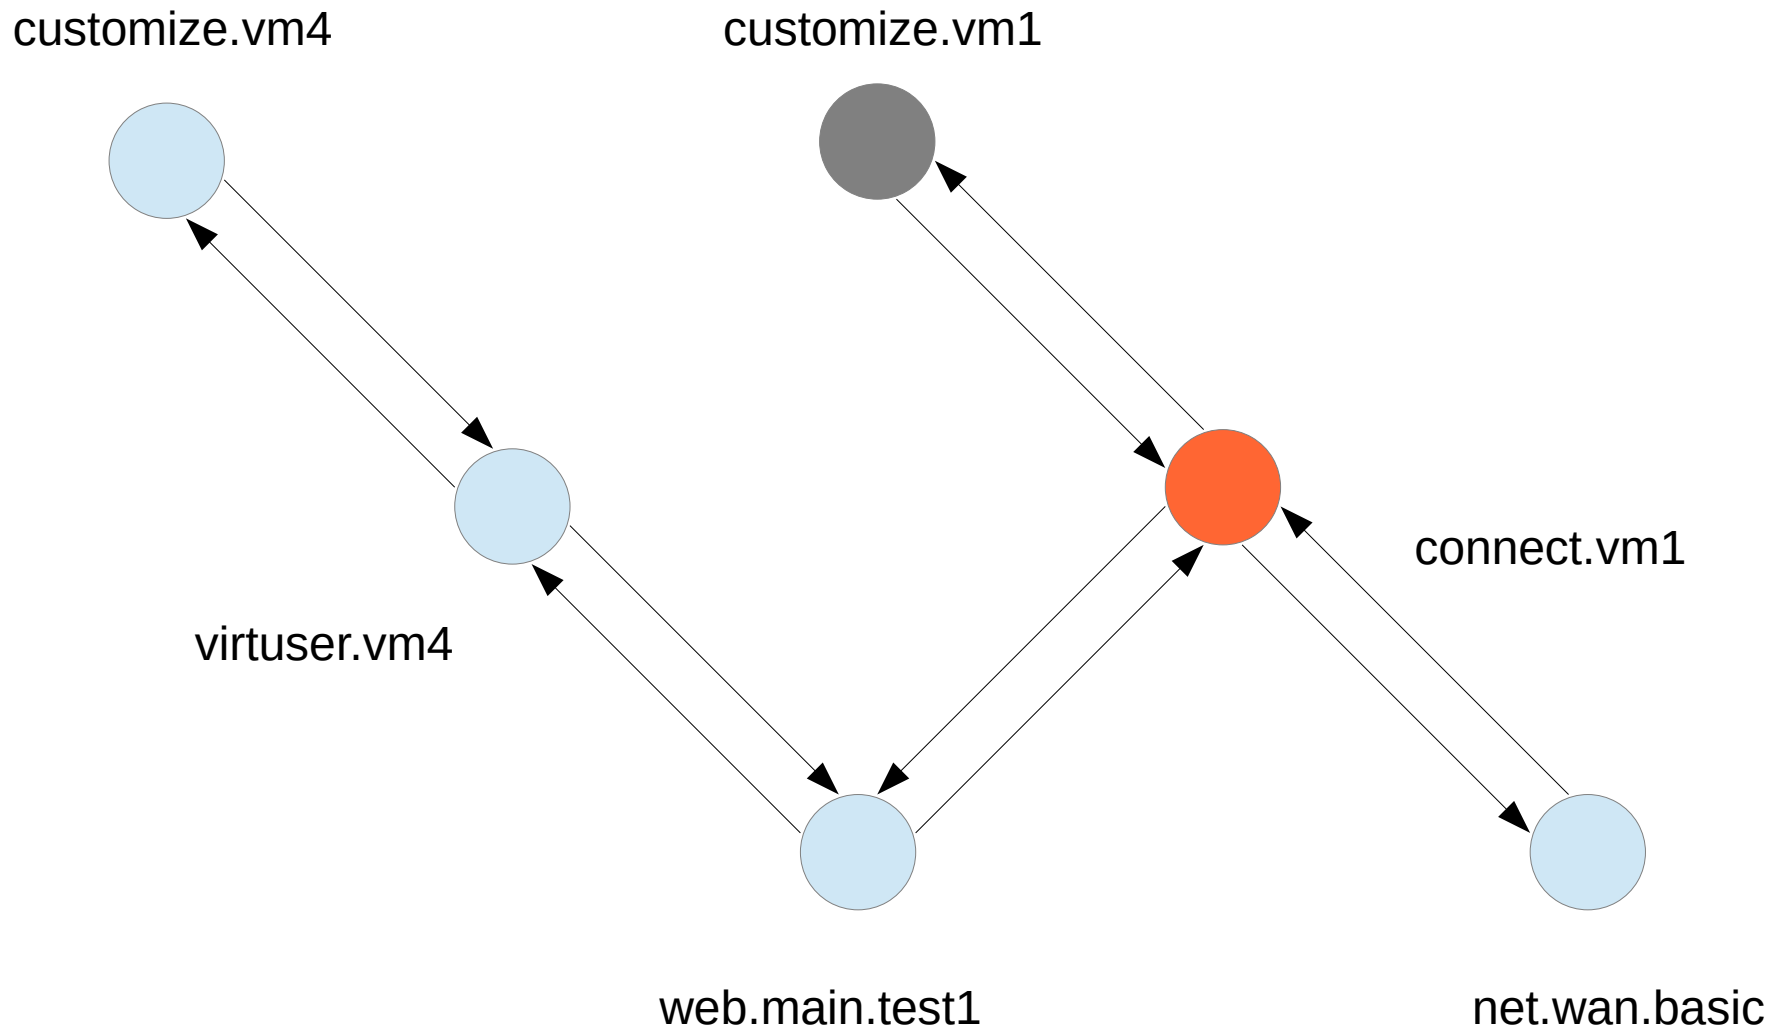 customize.vm4
customize.vm1
connect.vm1
virtuser.vm4
web.main.test1
net.wan.basic